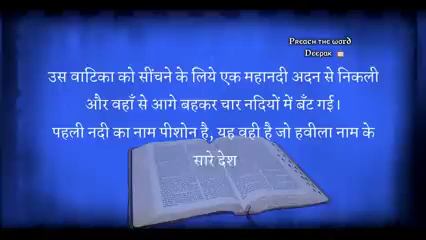 Preach the word
Deepak
उस वाटिका को सींचने के लिये एक महानदी अदन से निकली
और वहाँ से आगे बहकर चार नदियों में बँट गई।
पहली नदी का नाम पीशोन है, यह वही है जो हवीला नाम के
सारे देश